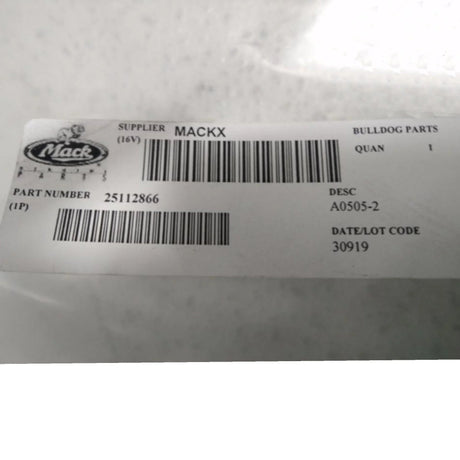 SUPPLIER MACKX
(16V)
BULLDOG PARTS
QUAN 1
Mack
PARTS
PART NUMBER 25112866
(1P)
DESC
A0505-2
DATE/LOT CODE
30919